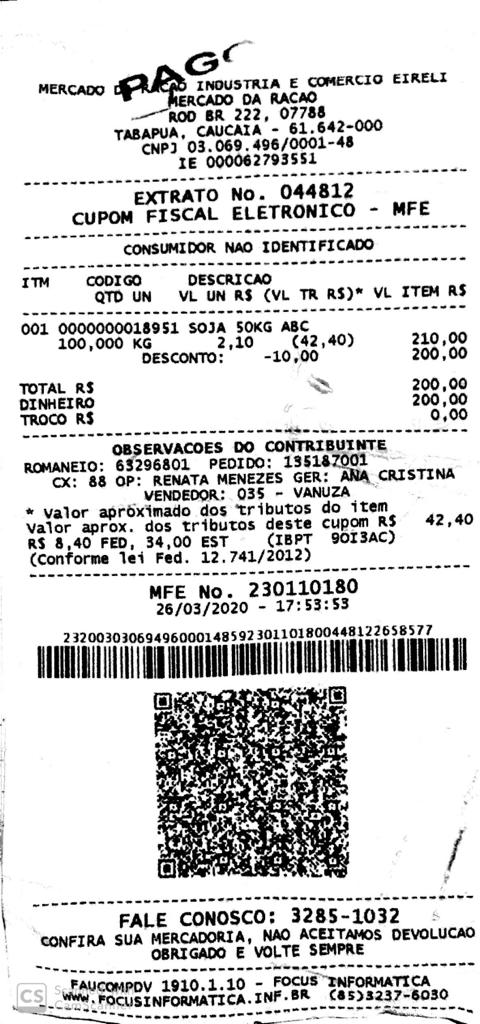 PAGO
MERCADO DA RACAO INDUSTRIA E COMERCIO EIRELI
MERCADO DA RACAO
ROD BR 222, 07788
TABAPUA, CAUCAIA - 61.642-000
CNPJ 03.069.496/0001-48
IE 000062793551
EXTRATO No. 044812
CUPOM FISCAL ELETRONICO - MFE
CONSUMIDOR NAO IDENTIFICADO
ITM CODIGO DESCRICAO
QTD UN VL UN R$ (VL TR R$)* VL ITEM R$
001 0000000018951 SOJA 50KG ABC
100,000 KG 2,10 (42,40) 210,00
DESCONTO: -10,00 200,00
TOTAL R$ 200,00
DINHEIRO 200,00
TROCO R$ 0,00
OBSERVACOES DO CONTRIBUINTE
ROMANEIO: 63296801 PEDIDO: 135187001
CX: 88 OP: RENATA MENEZES GER: ANA CRISTINA
VENDEDOR: 035 - VANUZA
* Valor aproximado dos tributos do item
Valor aprox. dos tributos deste cupom R$ 42,40
R$ 8,40 FED, 34,00 EST (IBPT 90I3AC)
(Conforme lei Fed. 12.741/2012)
MFE No. 230110180
26/03/2020 - 17:53:53
23200303069496000148592301101800448122658577
FALE CONOSCO: 3285-1032
CONFIRA SUA MERCADORIA, NAO ACEITAMOS DEVOLUCAO
OBRIGADO E VOLTE SEMPRE
FAUCOMPDV 1910.1.10 - FOCUS INFORMATICA
WWW.FOCUSINFORMATICA.INF.BR (85)3237-6030
CS
CamScanner